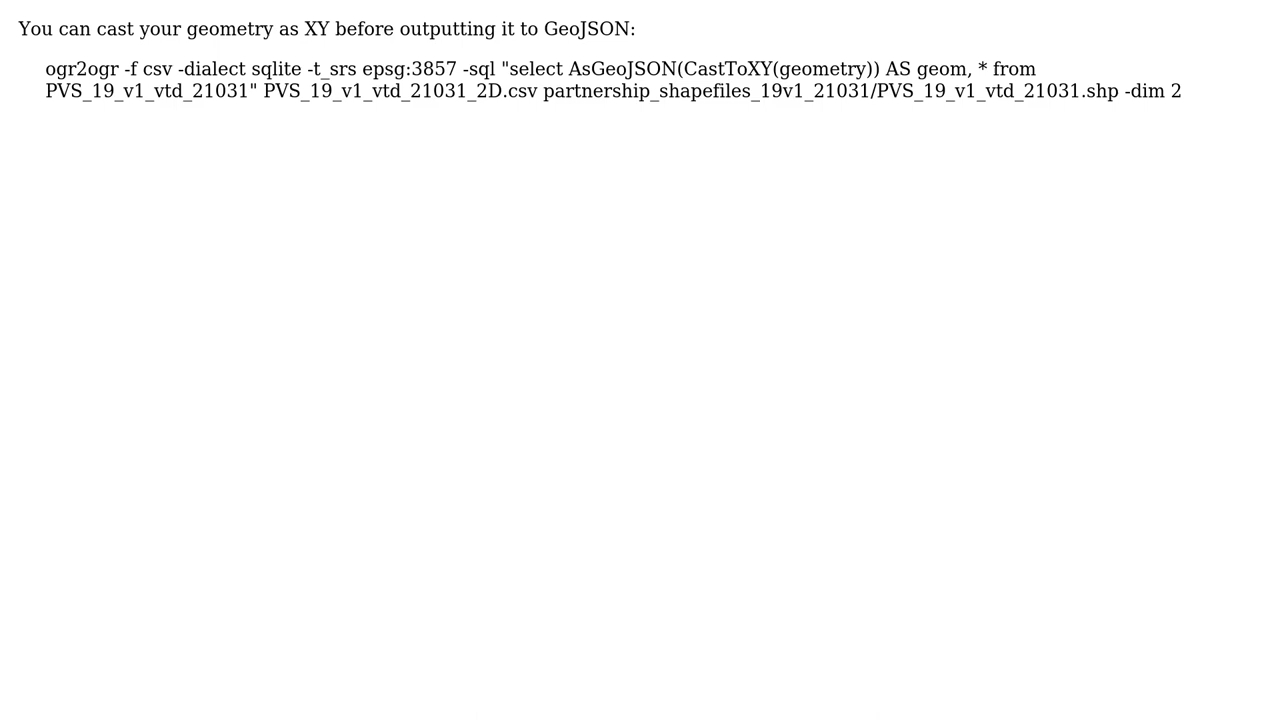 You can cast your geometry as XY before outputting it to GeoJSON:
ogr2ogr -f csv -dialect sqlite -t_srs epsg:3857 -sql "select AsGeoJSON(CastToXY(geometry)) AS geom, * from
PVS_19_v1_vtd_21031" PVS_19_v1_vtd_21031_2D.csv partnership_shapefiles_19v1_21031/PVS_19_v1_vtd_21031.shp -dim 2